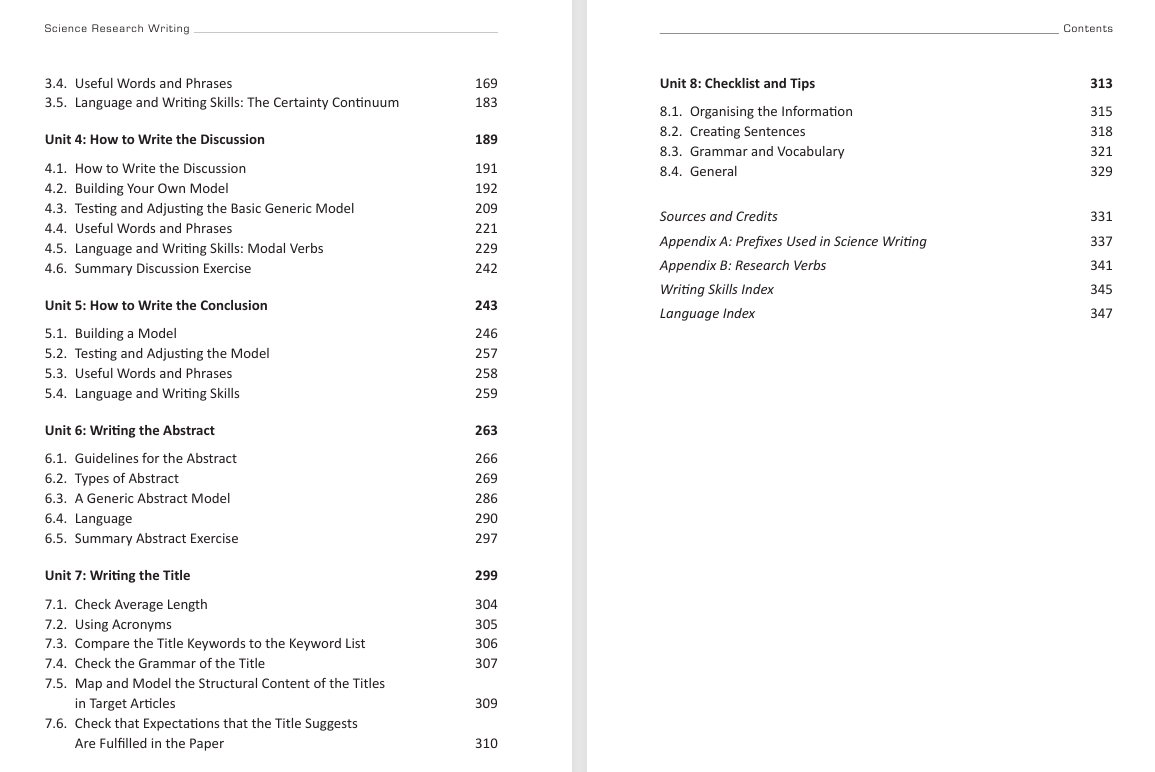 Science Research Writing
3.4. Useful Words and Phrases 169
3.5. Language and Writing Skills: The Certainty Continuum 183
Unit 4: How to Write the Discussion 189
4.1. How to Write the Discussion 191
4.2. Building Your Own Model 192
4.3. Testing and Adjusting the Basic Generic Model 209
4.4. Useful Words and Phrases 221
4.5. Language and Writing Skills: Modal Verbs 229
4.6. Summary Discussion Exercise 242
Unit 5: How to Write the Conclusion 243
5.1. Building a Model 246
5.2. Testing and Adjusting the Model 257
5.3. Useful Words and Phrases 258
5.4. Language and Writing Skills 259
Unit 6: Writing the Abstract 263
6.1. Guidelines for the Abstract 266
6.2. Types of Abstract 269
6.3. A Generic Abstract Model 286
6.4. Language 290
6.5. Summary Abstract Exercise 297
Unit 7: Writing the Title 299
7.1. Check Average Length 304
7.2. Using Acronyms 305
7.3. Compare the Title Keywords to the Keyword List 306
7.4. Check the Grammar of the Title 307
7.5. Map and Model the Structural Content of the Titles
in Target Articles 309
7.6. Check that Expectations that the Title Suggests
Are Fulfilled in the Paper 310
Contents
Unit 8: Checklist and Tips 313
8.1. Organising the Information 315
8.2. Creating Sentences 318
8.3. Grammar and Vocabulary 321
8.4. General 329
Sources and Credits 331
Appendix A: Prefixes Used in Science Writing 337
Appendix B: Research Verbs 341
Writing Skills Index 345
Language Index 347